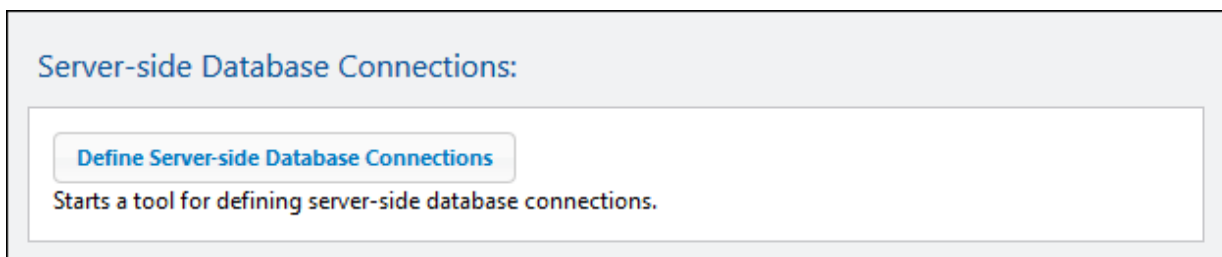 Server-side Database Connections:
Define Server-side Database Connections
Starts a tool for defining server-side database connections.